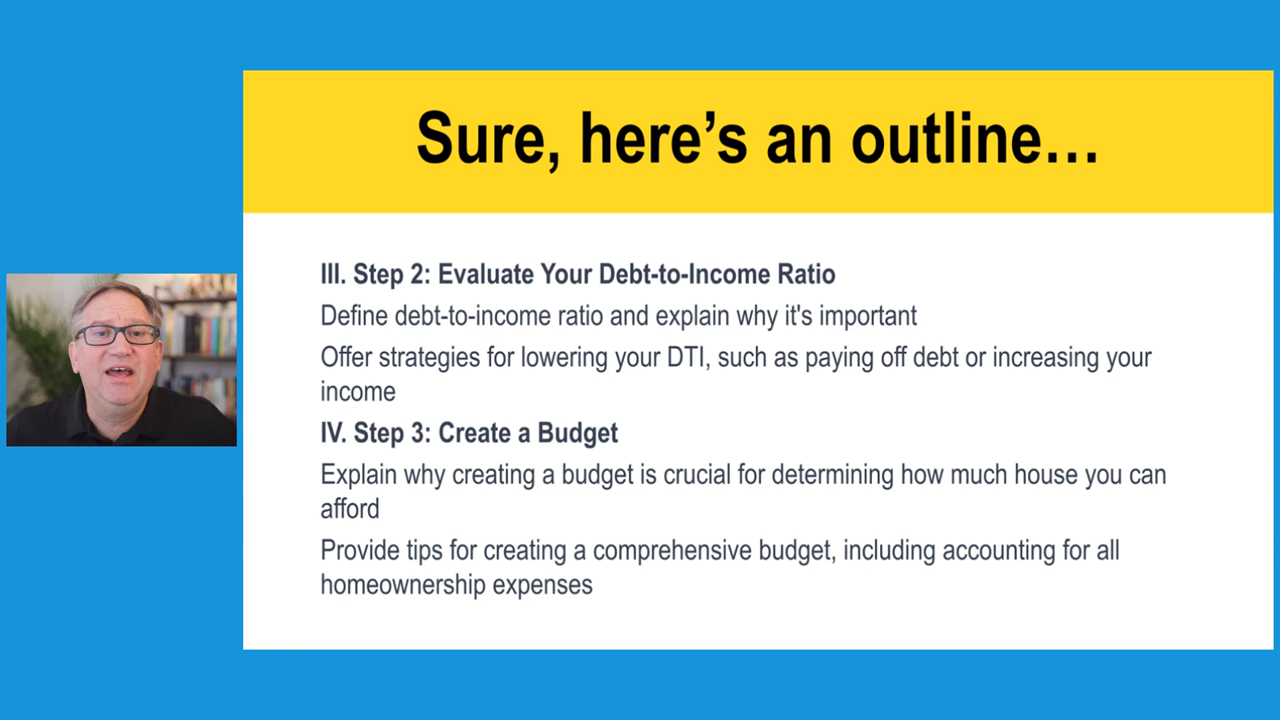 Sure, here’s an outline…
III. Step 2: Evaluate Your Debt-to-Income Ratio
Define debt-to-income ratio and explain why it's important
Offer strategies for lowering your DTI, such as paying off debt or increasing your
income
IV. Step 3: Create a Budget
Explain why creating a budget is crucial for determining how much house you can
afford
Provide tips for creating a comprehensive budget, including accounting for all
homeownership expenses